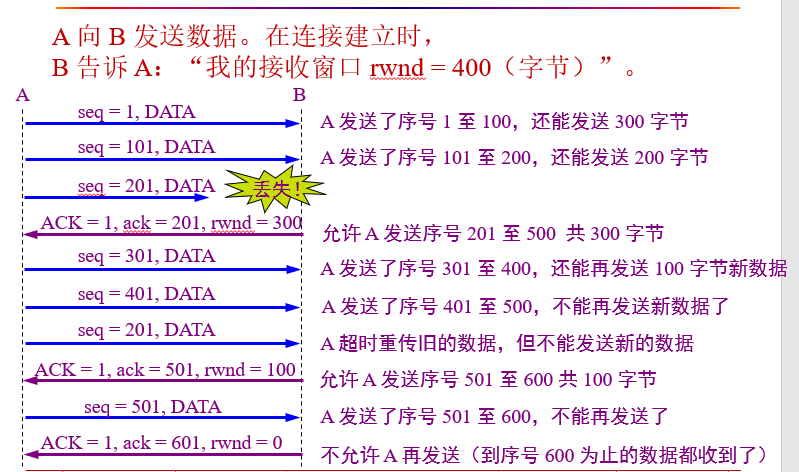 A 向 B 发送数据。在连接建立时，
B 告诉 A：“我的接收窗口 rwnd = 400（字节）”。
A B
seq = 1, DATA A 发送了序号 1 至 100，还能发送 300 字节
seq = 101, DATA A 发送了序号 101 至 200，还能发送 200 字节
seq = 201, DATA 丢失！
ACK = 1, ack = 201, rwnd = 300 允许 A 发送序号 201 至 500 共 300 字节
seq = 301, DATA A 发送了序号 301 至 400，还能再发送 100 字节新数据
seq = 401, DATA A 发送了序号 401 至 500，不能再发送新数据了
seq = 201, DATA A 超时重传旧的数据，但不能发送新的数据
ACK = 1, ack = 501, rwnd = 100 允许 A 发送序号 501 至 600 共 100 字节
seq = 501, DATA A 发送了序号 501 至 600，不能再发送了
ACK = 1, ack = 601, rwnd = 0 不允许 A 再发送（到序号 600 为止的数据都收到了）